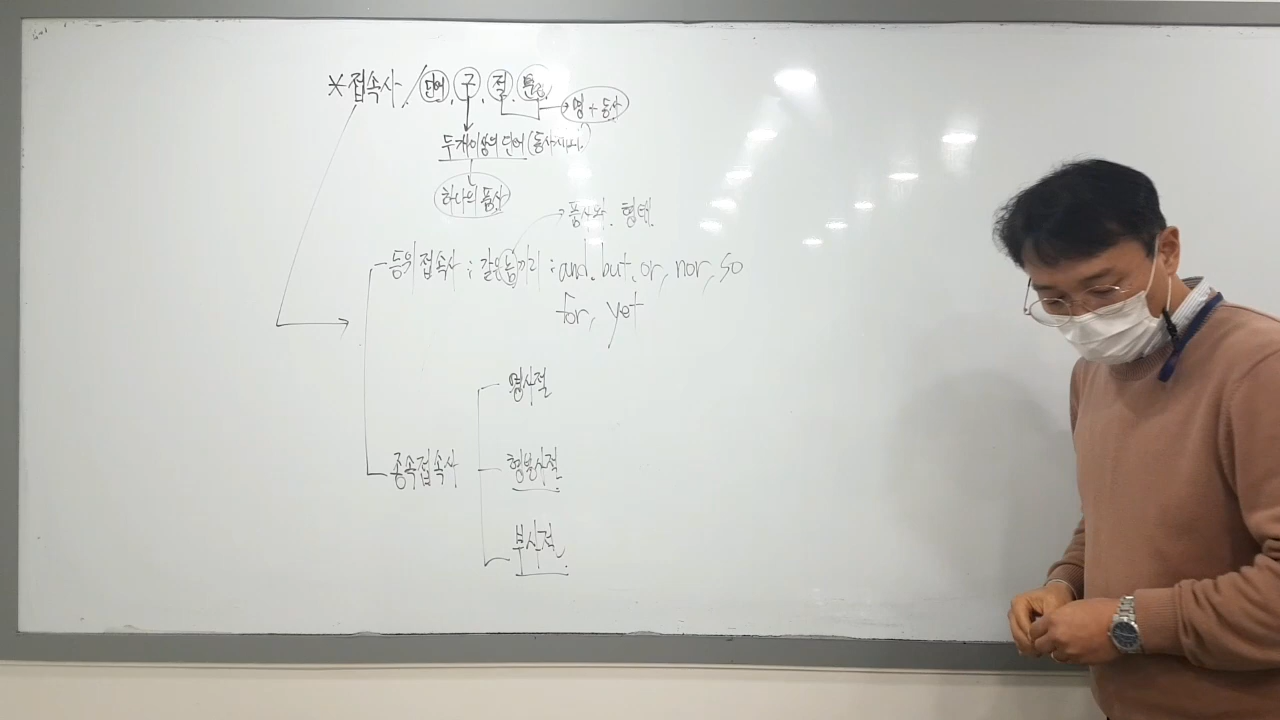 *접속사 / 단어, 구, 절, 문장
명 + 동사
두개이상의 단어 (동사
하나의 품사
품사와 형태
등위 접속사 : 같은놈끼리 : and, but, or, nor, so
for, yet
명사절
종속접속사
형용사절
부사절